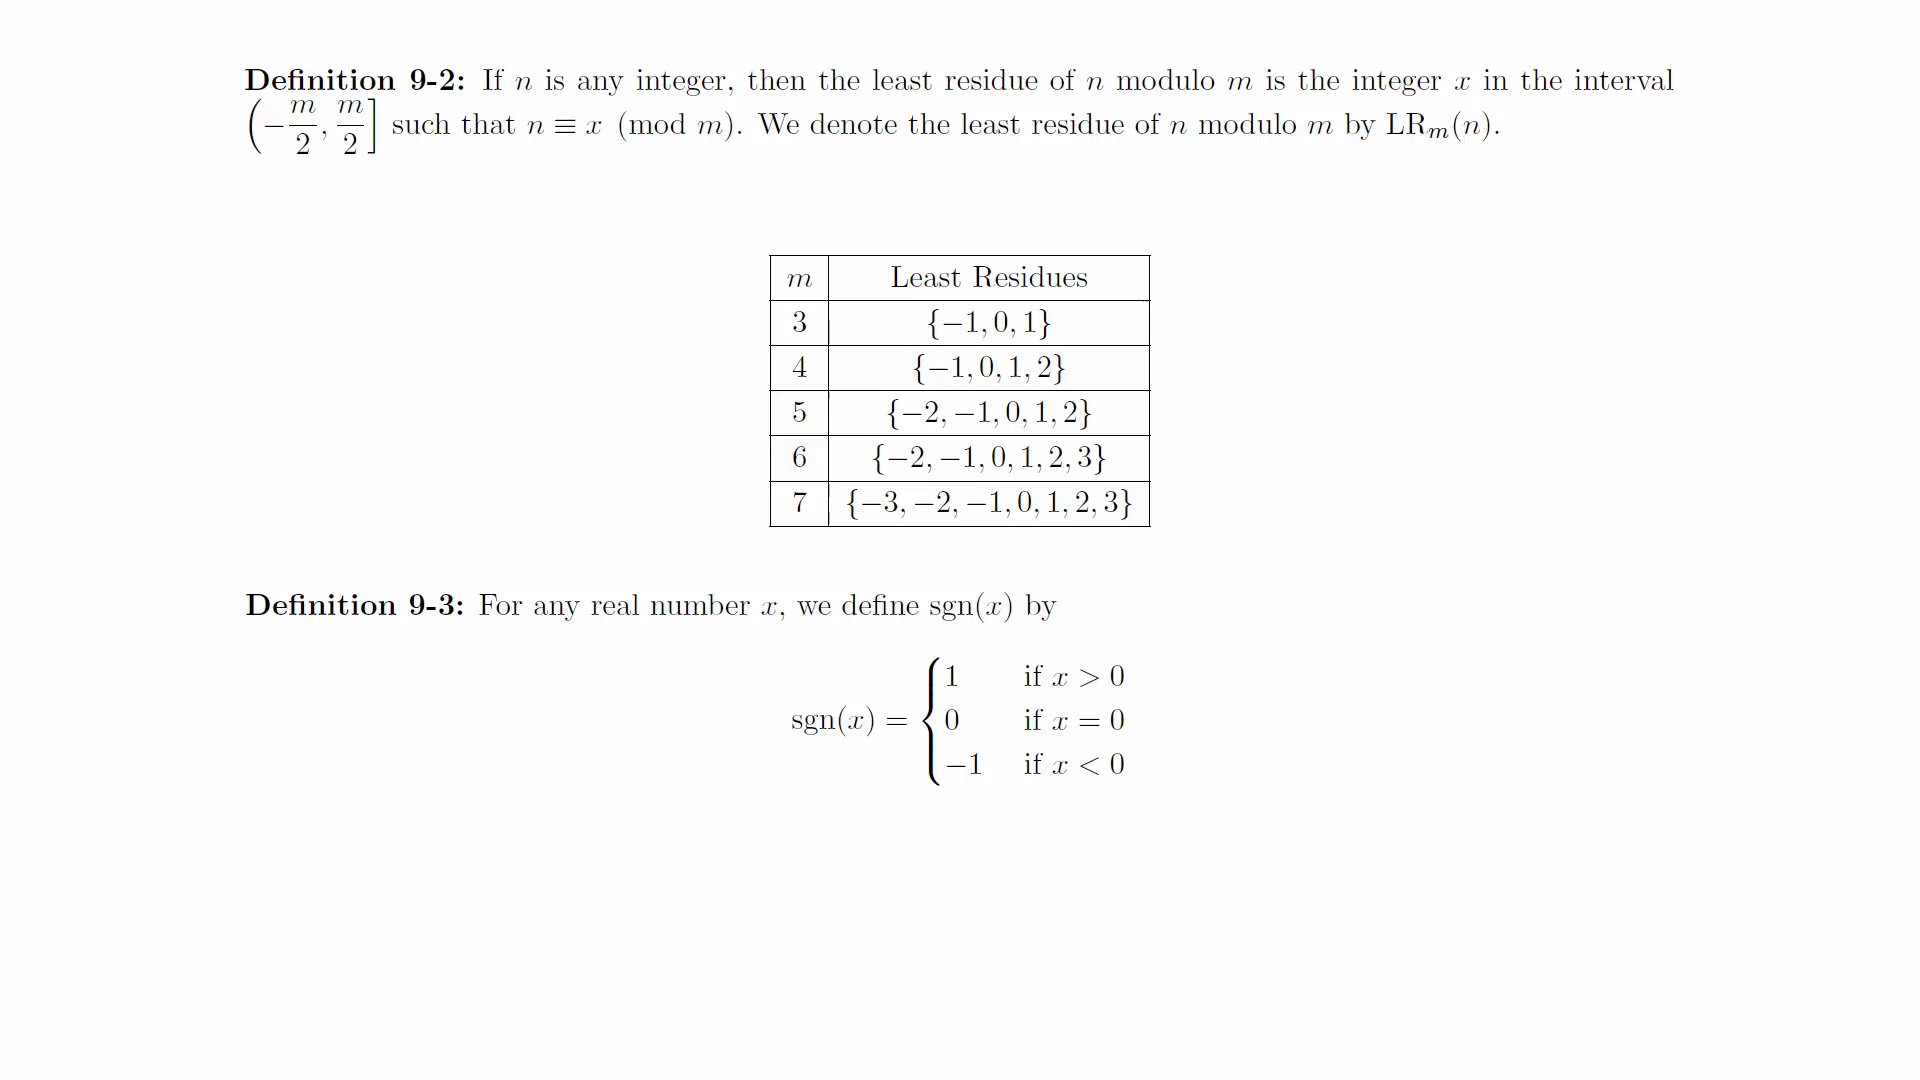 Definition 9-2: If n is any integer, then the least residue of n modulo m is the integer x in the interval
(−m/2, m/2] such that n ≡ x (mod m). We denote the least residue of n modulo m by LRₘ(n).
m Least Residues
3 {−1, 0, 1}
4 {−1, 0, 1, 2}
5 {−2, −1, 0, 1, 2}
6 {−2, −1, 0, 1, 2, 3}
7 {−3, −2, −1, 0, 1, 2, 3}
Definition 9-3: For any real number x, we define sgn(x) by
sgn(x) = { 1 if x > 0
0 if x = 0
−1 if x < 0